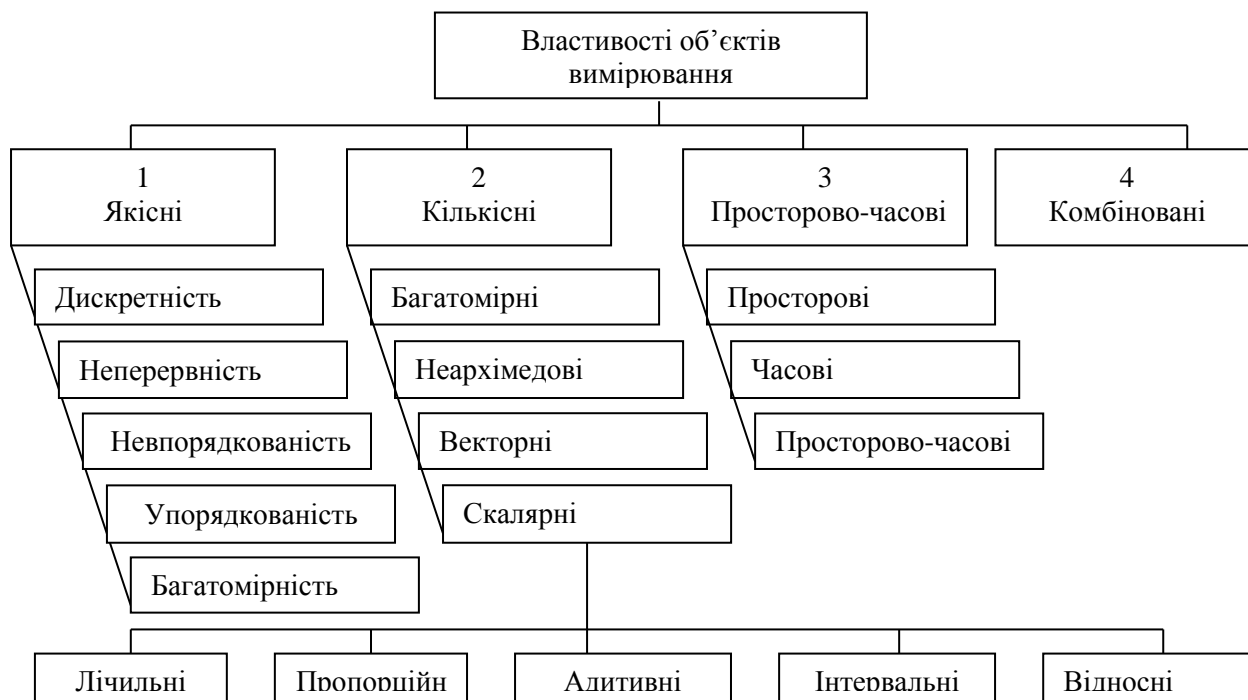 Властивості об’єктів
вимірювання
1
Якісні
2
Кількісні
3
Просторово-часові
4
Комбіновані
Дискретність
Неперервність
Невпорядкованість
Упорядкованість
Багатомірність
Багатомірні
Неархімедові
Векторні
Скалярні
Просторові
Часові
Просторово-часові
Лічильні
Пропорційн
Адитивні
Інтервальні
Відносні